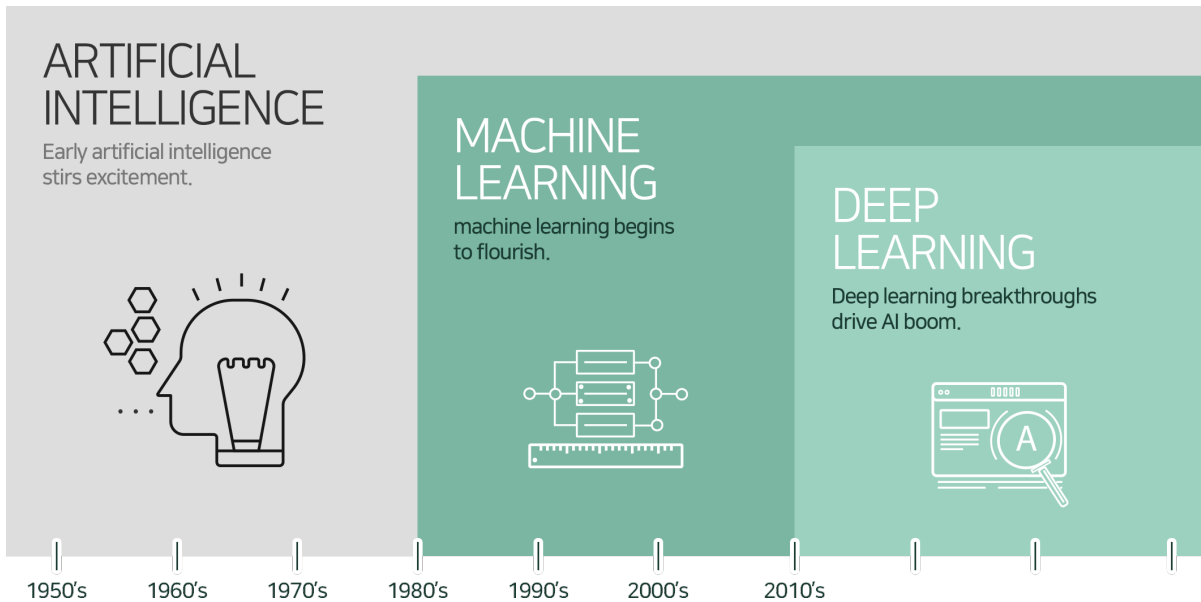 ARTIFICIAL
INTELLIGENCE
Early artificial intelligence
stirs excitement.
MACHINE
LEARNING
machine learning begins
to flourish.
DEEP
LEARNING
Deep learning breakthroughs
drive AI boom.
A
1950's 1960's 1970's 1980's 1990's 2000's 2010's